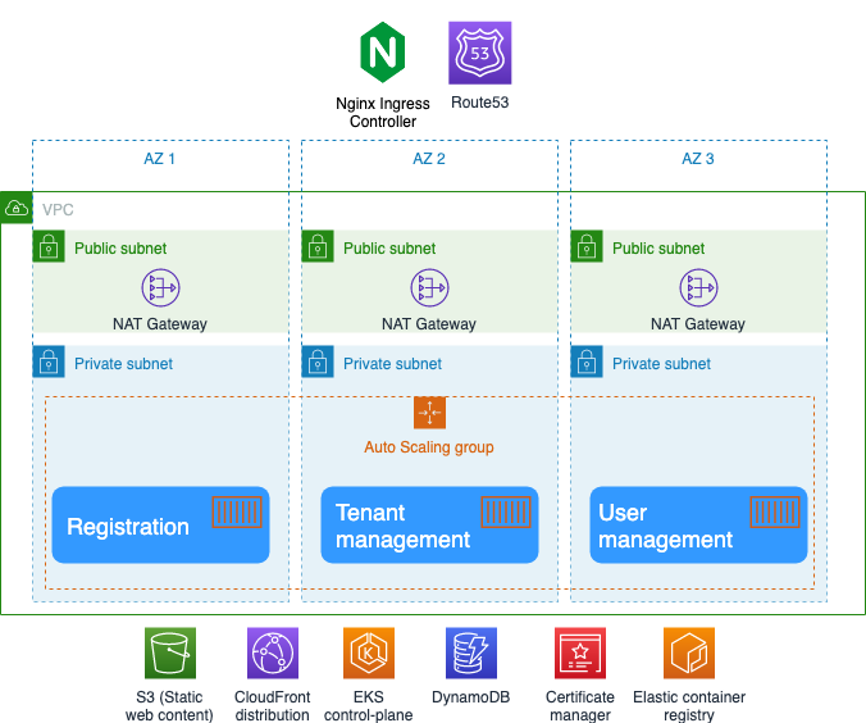 N
53
Nginx Ingress
Controller
Route53
AZ 1
AZ 2
AZ 3
VPC
Public subnet
Public subnet
Public subnet
NAT Gateway
NAT Gateway
NAT Gateway
Private subnet
Private subnet
Private subnet
Auto Scaling group
Registration
Tenant
management
User
management
K
S3 (Static
web content)
CloudFront
distribution
EKS
control-plane
DynamoDB
Certificate
manager
Elastic container
registry